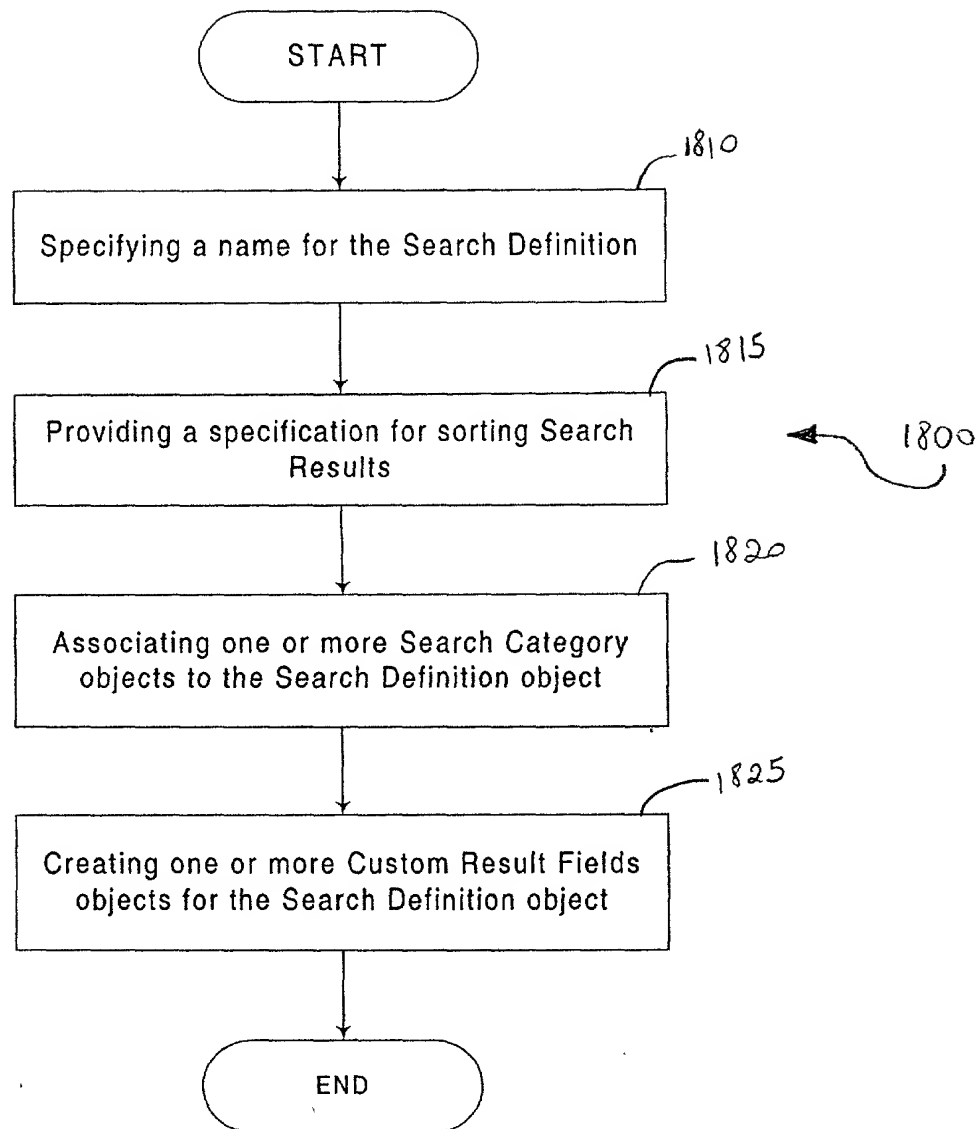 START
1810
Specifying a name for the Search Definition
1815
Providing a specification for sorting Search
Results
1800
1820
Associating one or more Search Category
objects to the Search Definition object
1825
Creating one or more Custom Result Fields
objects for the Search Definition object
END